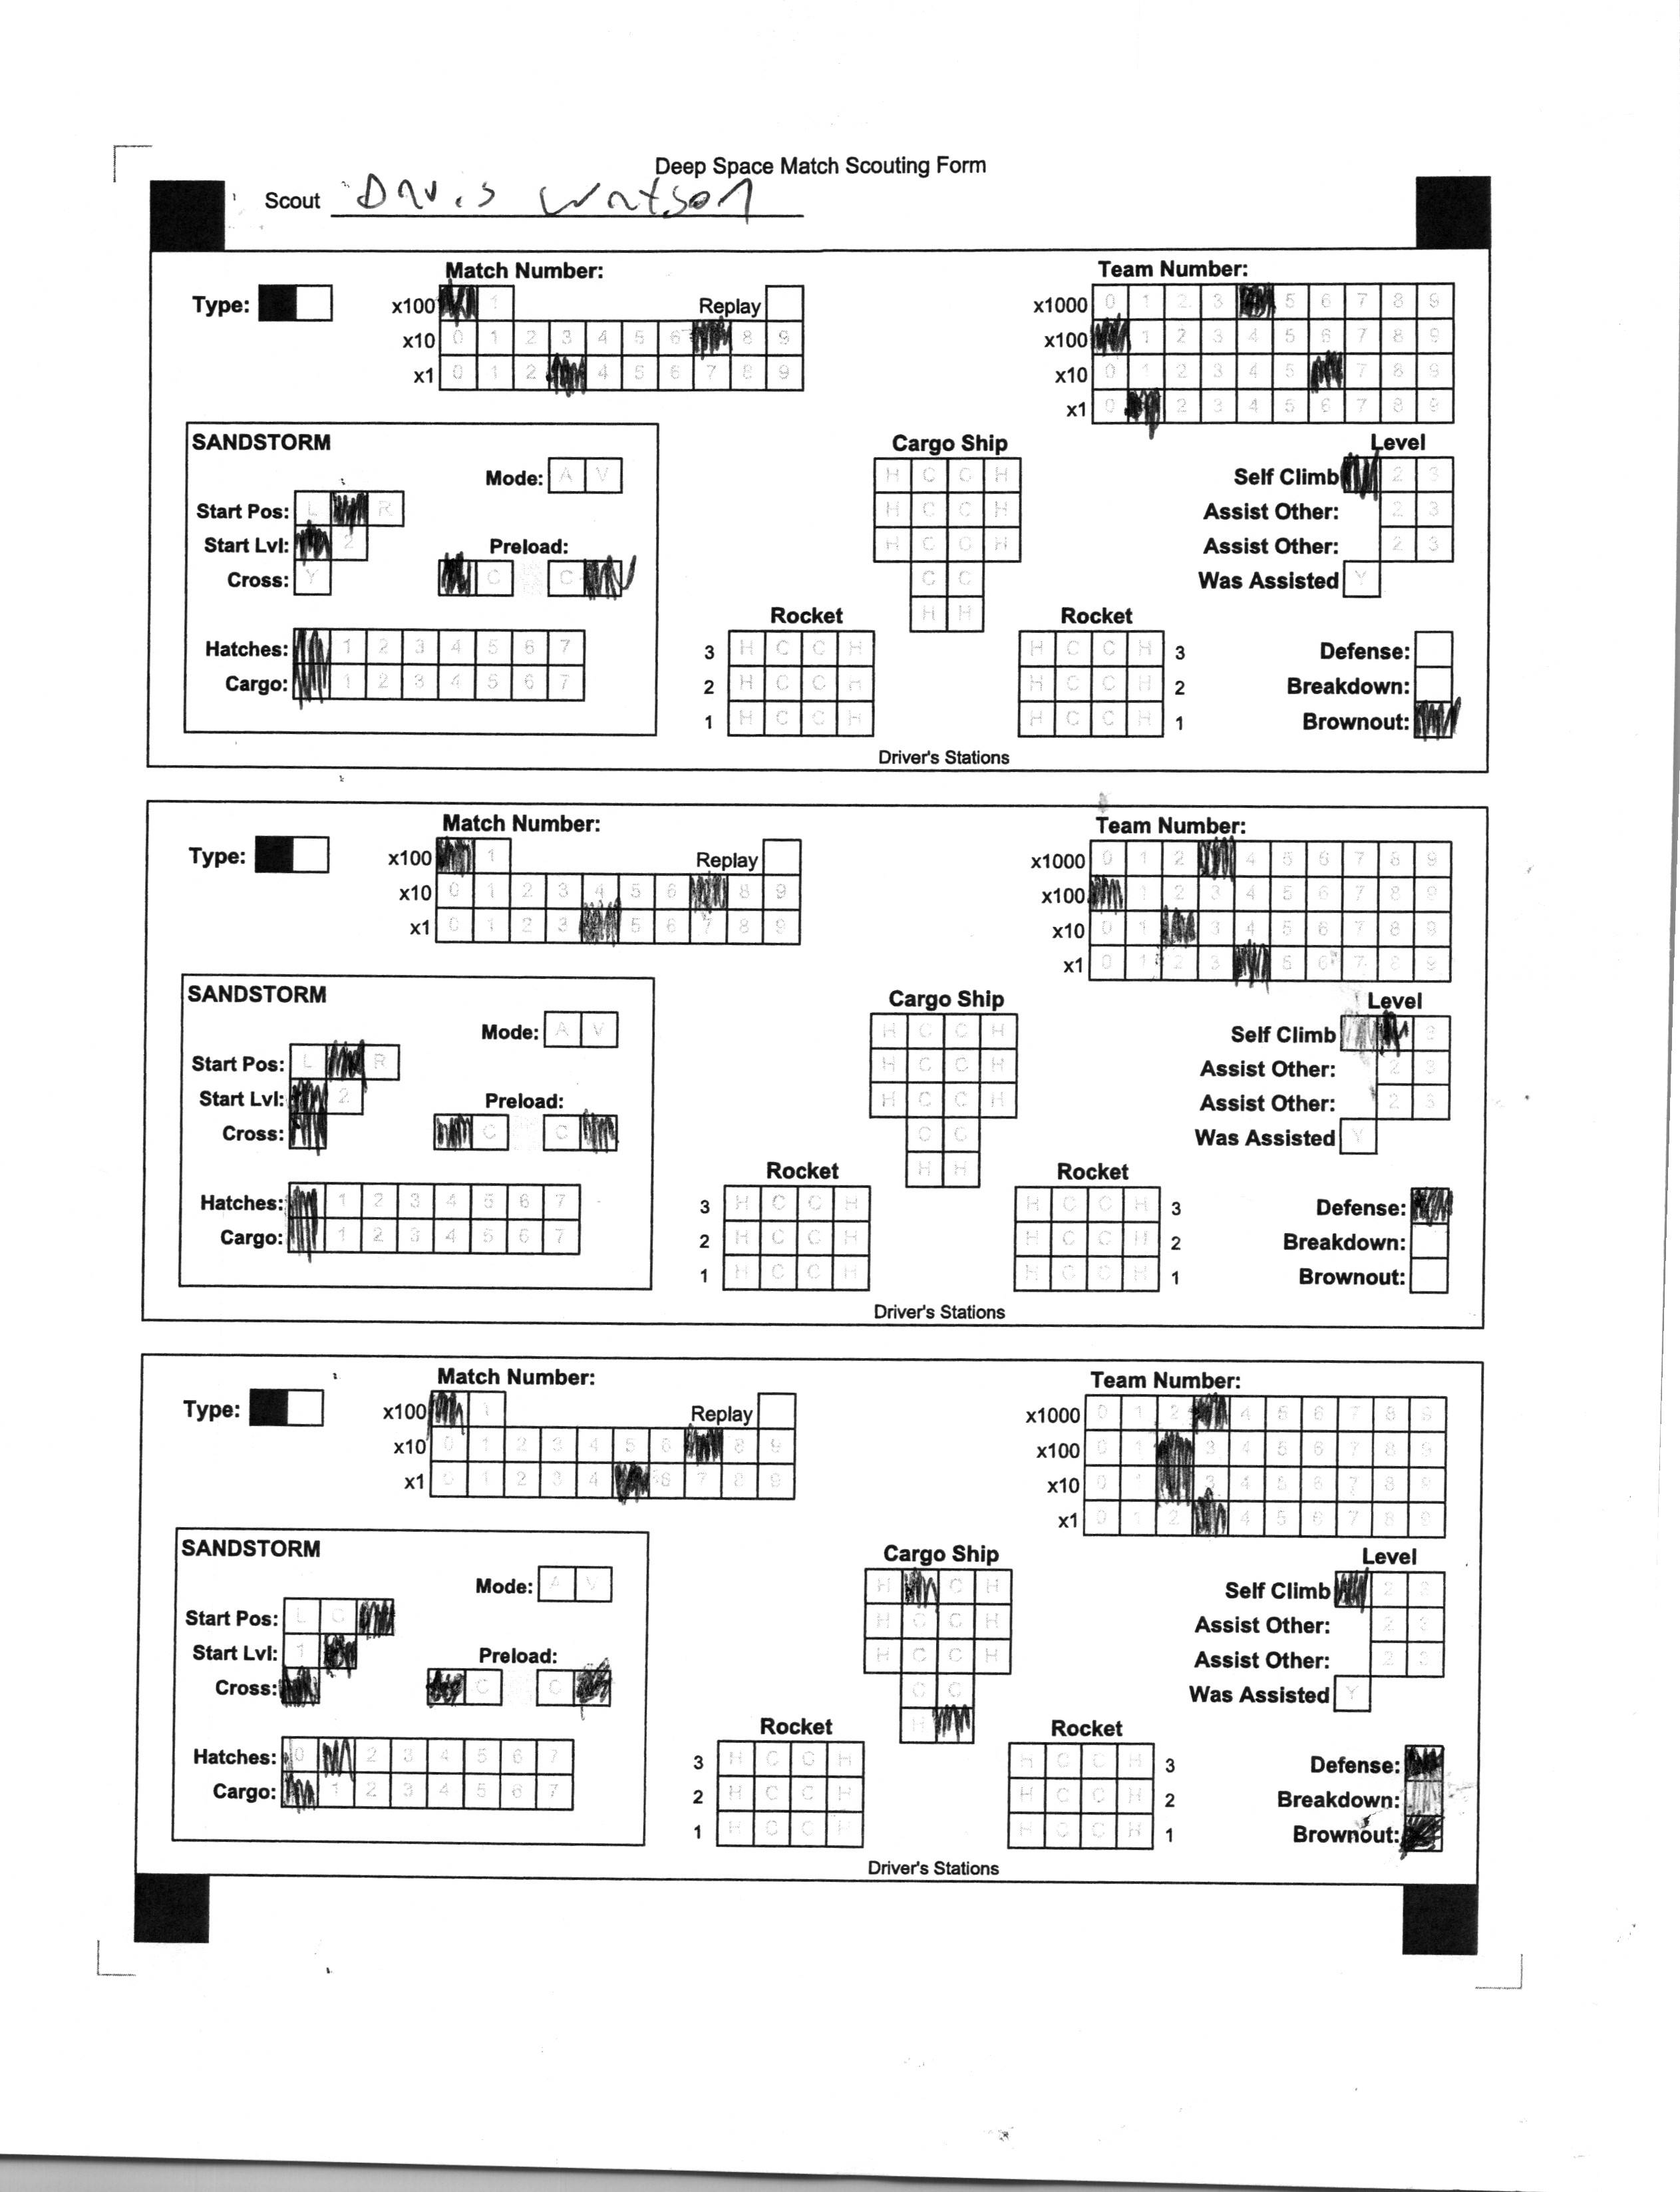 Deep Space Match Scouting Form
Scout Davis Watson
Match Number: Team Number:
Type: x100 1 Replay x1000 0 1 2 3 5 6 7 8 9
x10 0 1 2 3 4 5 6 8 9 x100 1 2 3 4 5 6 7 8 9
x1 0 1 2 4 5 6 7 8 9 x10 0 1 2 3 4 5 7 8 9
x1 0 2 3 4 5 6 7 8 9
SANDSTORM Cargo Ship Level
Mode: A V H C C H Self Climb 2 3
Start Pos: L R H C C H Assist Other: 2 3
Start Lvl: 2 Preload: H C C H Assist Other: 2 3
Cross: Y C C C C Was Assisted Y
Rocket H H Rocket
Hatches: 1 2 3 4 5 6 7 3 H C C H H C C H 3 Defense:
Cargo: 1 2 3 4 5 6 7 2 H C C H H C C H 2 Breakdown:
1 H C C H H C C H 1 Brownout:
Driver's Stations
Match Number: Team Number:
Type: x100 1 Replay x1000 0 1 2 4 5 6 7 8 9
x10 0 1 2 3 4 5 6 8 9 x100 1 2 3 4 5 6 7 8 9
x1 0 1 2 3 5 6 7 8 9 x10 0 1 3 4 5 6 7 8 9
x1 0 1 2 3 5 6 7 8 9
SANDSTORM Cargo Ship Level
Mode: A V H C C H Self Climb 3
Start Pos: L R H C C H Assist Other: 2 3
Start Lvl: 2 Preload: H C C H Assist Other: 2 3
Cross: C C C C Was Assisted Y
Rocket H H Rocket
Hatches: 1 2 3 4 5 6 7 3 H C C H H C C H 3 Defense:
Cargo: 1 2 3 4 5 6 7 2 H C C H H C C H 2 Breakdown:
1 H C C H H C C H 1 Brownout:
Driver's Stations
Match Number: Team Number:
Type: x100 1 Replay x1000 0 1 2 4 5 6 7 8 9
x10 0 1 2 3 4 5 6 8 9 x100 0 1 3 4 5 6 7 8 9
x1 0 1 2 3 4 6 7 8 9 x10 0 1 3 4 5 6 7 8 9
x1 0 1 2 4 5 6 7 8 9
SANDSTORM Cargo Ship Level
Mode: A V H C H Self Climb 2 3
Start Pos: L C H C C H Assist Other: 2 3
Start Lvl: 1 Preload: H C C H Assist Other: 2 3
Cross: C C C C Was Assisted Y
Rocket H Rocket
Hatches: 0 2 3 4 5 6 7 3 H C C H H C C H 3 Defense:
Cargo: 1 2 3 4 5 6 7 2 H C C H H C C H 2 Breakdown:
1 H C C H H C C H 1 Brownout:
Driver's Stations